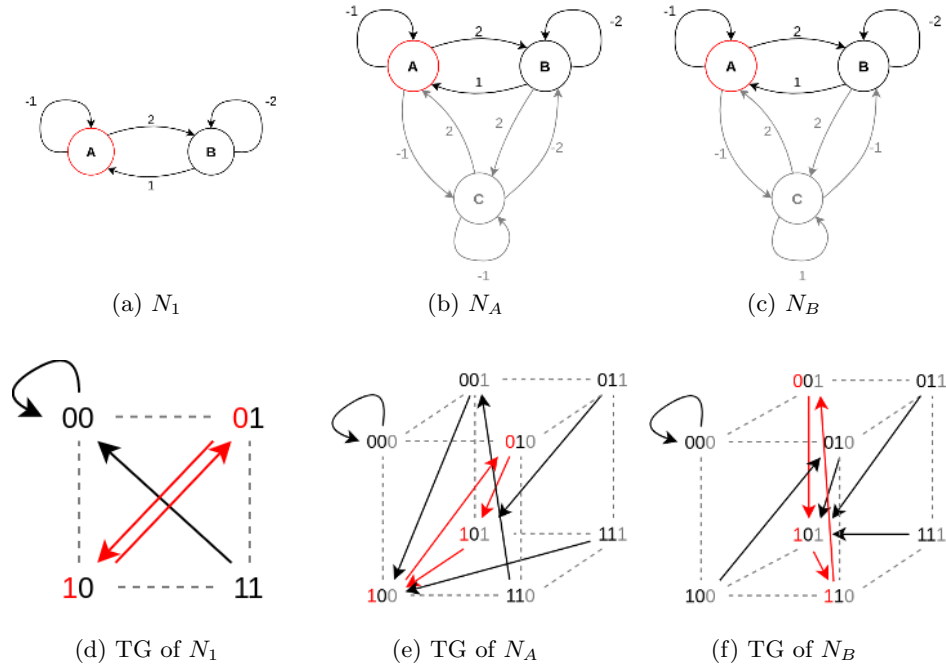 -1 2 -2
A B
1
(a) N1
-1 2 -2
A B
1
-1 2 2 -2
C
-1
(b) NA
-1 2 -2
A B
1
-1 2 2 -1
C
1
(c) NB
00 01
10 11
(d) TG of N1
001 011
000 010
101 111
100 110
(e) TG of NA
001 011
000 010
101 111
100 110
(f) TG of NB